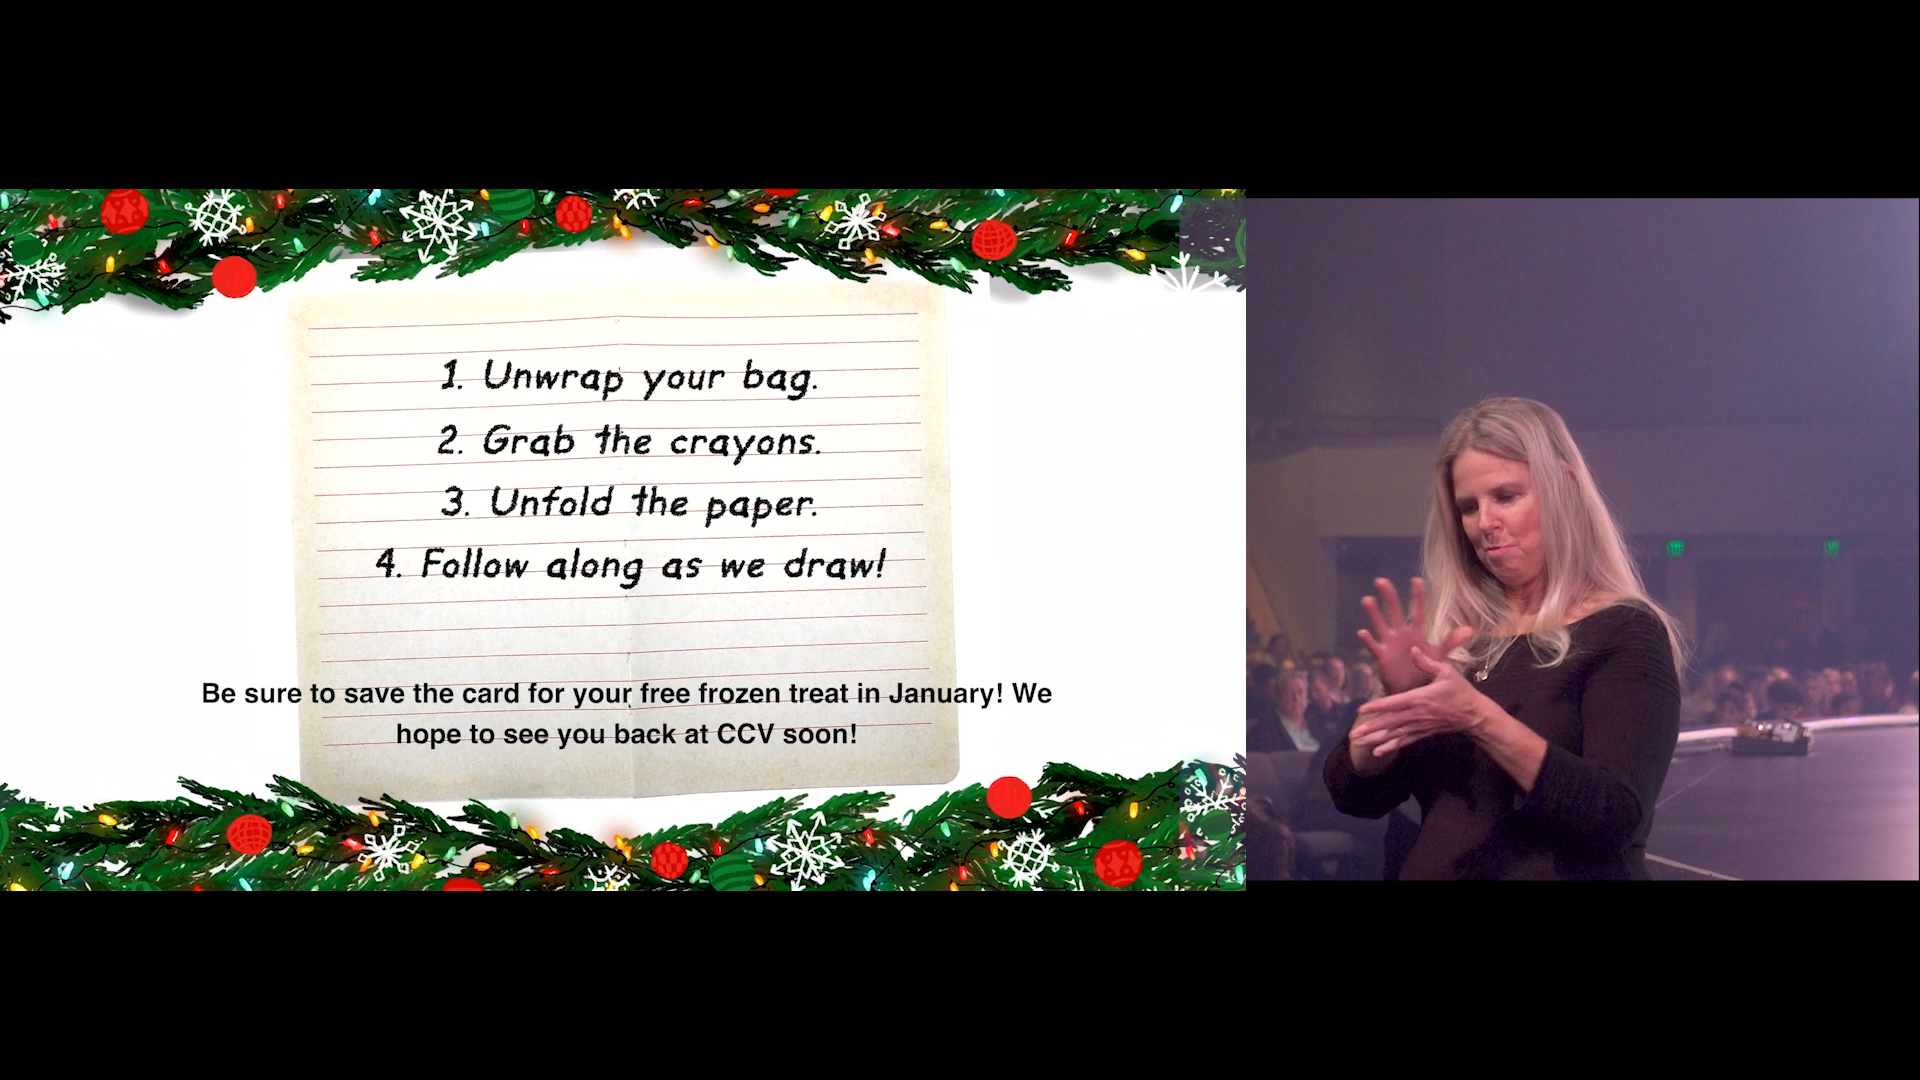 1. Unwrap your bag.
2. Grab the crayons.
3. Unfold the paper.
4. Follow along as we draw!
Be sure to save the card for your free frozen treat in January! We
hope to see you back at CCV soon!